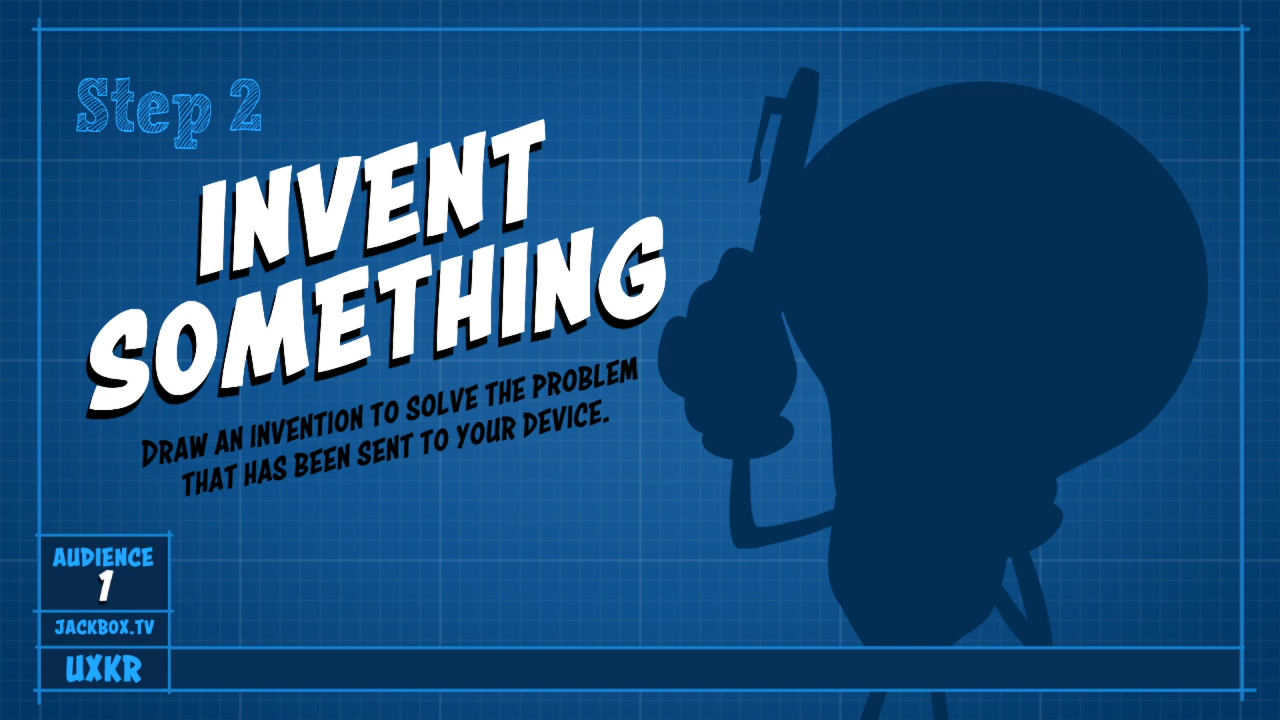 Step 2
INVENT
SOMETHING
DRAW AN INVENTION TO SOLVE THE PROBLEM
THAT HAS BEEN SENT TO YOUR DEVICE.
AUDIENCE
1
JACKBOX.TV
UXKR